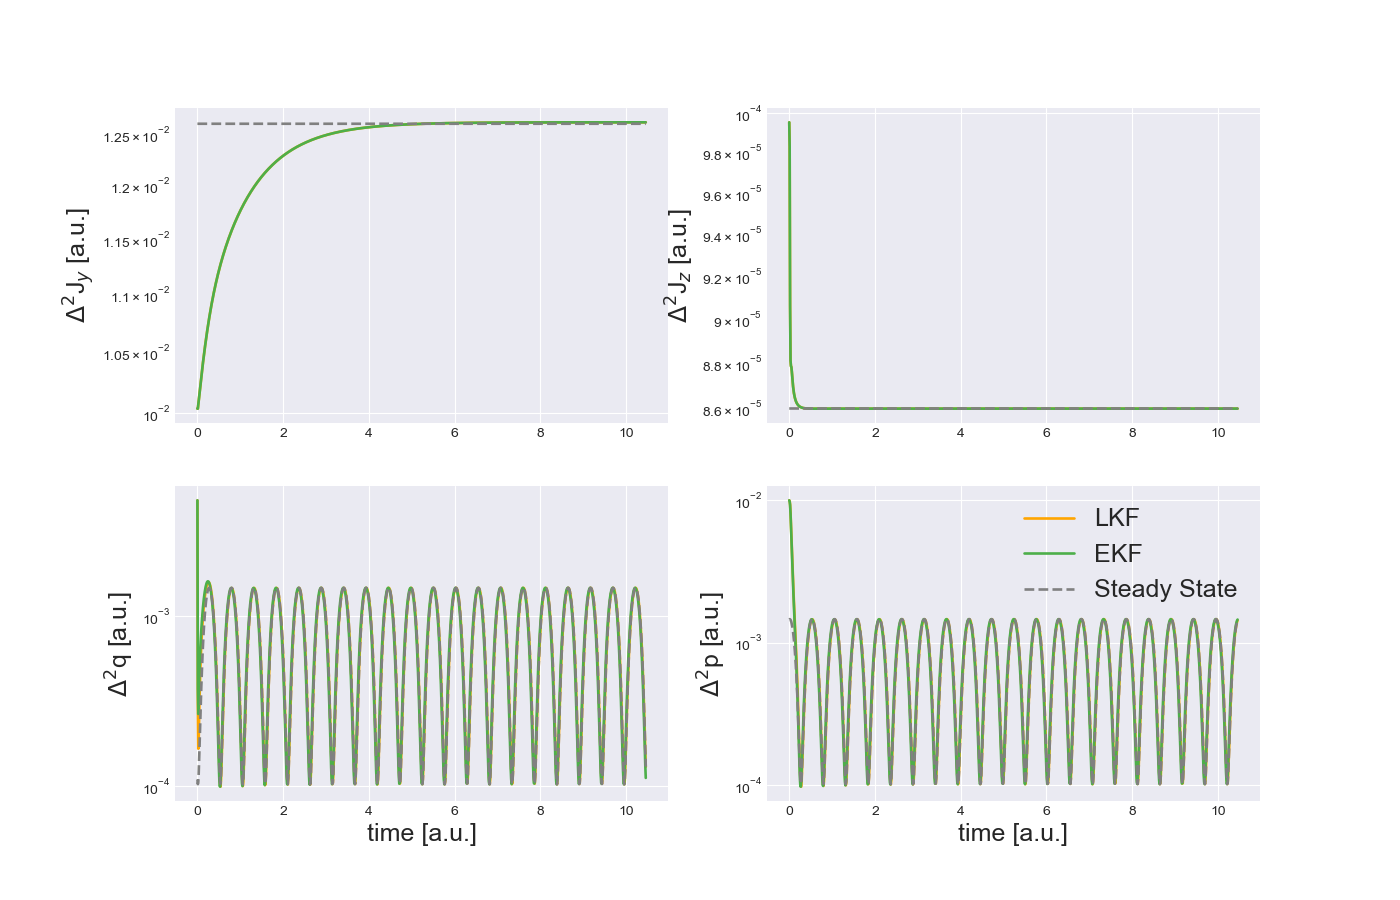 Δ²J_y [a.u.]
1.25 × 10⁻²
1.2 × 10⁻²
1.15 × 10⁻²
1.1 × 10⁻²
1.05 × 10⁻²
10⁻²
0 2 4 6 8 10
Δ²J_z [a.u.]
10⁻⁴
9.8 × 10⁻⁵
9.6 × 10⁻⁵
9.4 × 10⁻⁵
9.2 × 10⁻⁵
9 × 10⁻⁵
8.8 × 10⁻⁵
8.6 × 10⁻⁵
0 2 4 6 8 10
Δ²q [a.u.]
10⁻³
10⁻⁴
0 2 4 6 8 10
time [a.u.]
Δ²p [a.u.]
10⁻²
10⁻³
10⁻⁴
LKF
EKF
Steady State
0 2 4 6 8 10
time [a.u.]